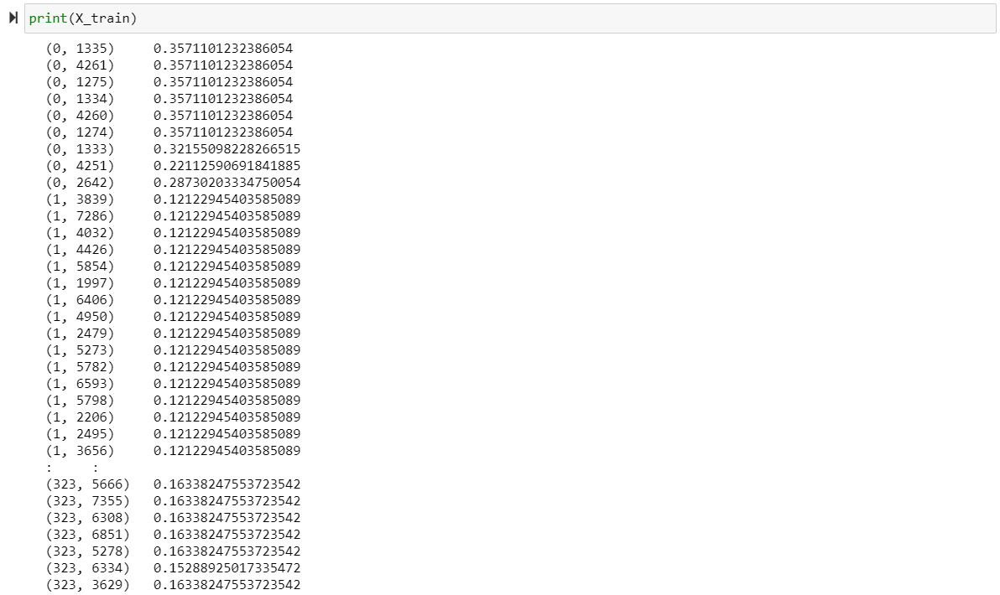 print(X_train)
(0, 1335) 0.3571101232386054
(0, 4261) 0.3571101232386054
(0, 1275) 0.3571101232386054
(0, 1334) 0.3571101232386054
(0, 4260) 0.3571101232386054
(0, 1274) 0.3571101232386054
(0, 1333) 0.32155098228266515
(0, 4251) 0.22112590691841885
(0, 2642) 0.28730203334750054
(1, 3839) 0.12122945403585089
(1, 7286) 0.12122945403585089
(1, 4032) 0.12122945403585089
(1, 4426) 0.12122945403585089
(1, 5854) 0.12122945403585089
(1, 1997) 0.12122945403585089
(1, 6406) 0.12122945403585089
(1, 4950) 0.12122945403585089
(1, 2479) 0.12122945403585089
(1, 5273) 0.12122945403585089
(1, 5782) 0.12122945403585089
(1, 6593) 0.12122945403585089
(1, 5798) 0.12122945403585089
(1, 2206) 0.12122945403585089
(1, 2495) 0.12122945403585089
(1, 3656) 0.12122945403585089
: :
(323, 5666) 0.16338247553723542
(323, 7355) 0.16338247553723542
(323, 6308) 0.16338247553723542
(323, 6851) 0.16338247553723542
(323, 5278) 0.16338247553723542
(323, 6334) 0.15288925017335472
(323, 3629) 0.16338247553723542